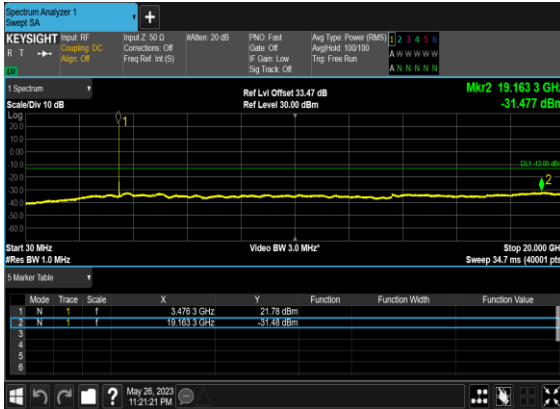 Spectrum Analyzer 1
Swept SA
+
KEYSIGHT
R T
LV
Input: RF
Coupling: DC
Align: Off
Input Z: 50 Ω
Corrections: Off
Freq Ref: Int (S)
#Atten: 20 dB
PNO: Fast
Gate: Off
IF Gain: Low
Sig Track: Off
Avg Type: Power (RMS)
Avg|Hold: 100/100
Trig: Free Run
1 2 3 4 5 6
A W W W W W
A N N N N N
1 Spectrum
Scale/Div 10 dB
Ref Lvl Offset 33.47 dB
Ref Level 30.00 dBm
Mkr2 19.163 3 GHz
-31.477 dBm
Log
20.0
10.0
0.00
-10.0
-20.0
-30.0
-40.0
-50.0
-60.0
1
DL1 -13.00 dBm
2
Start 30 MHz
#Res BW 1.0 MHz
Video BW 3.0 MHz*
Stop 20.000 GHz
Sweep 34.7 ms (40001 pts)
5 Marker Table
Mode Trace Scale X Y Function Function Width Function Value
1 N 1 f 3.476 3 GHz 21.78 dBm
2 N 1 f 19.163 3 GHz -31.48 dBm
3
4
5
6
?
May 26, 2023
11:21:21 PM